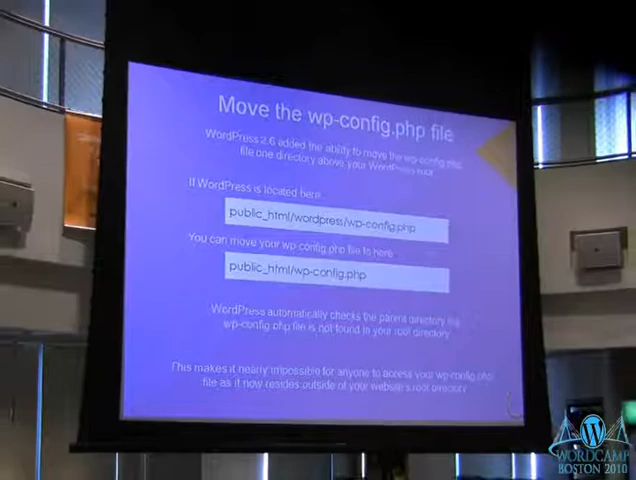 Move the wp-config.php file
WordPress 2.6 added the ability to move the wp-config.php
file one directory above your WordPress root
If WordPress is located here:
public_html/wordpress/wp-config.php
You can move your wp-config.php file to here
public_html/wp-config.php
WordPress automatically checks the parent directory if a
wp-config.php file is not found in your root directory
This makes it nearly impossible for anyone to access your wp-config.php
file as it now resides outside of your website's root directory
WORDCAMP
BOSTON 2010